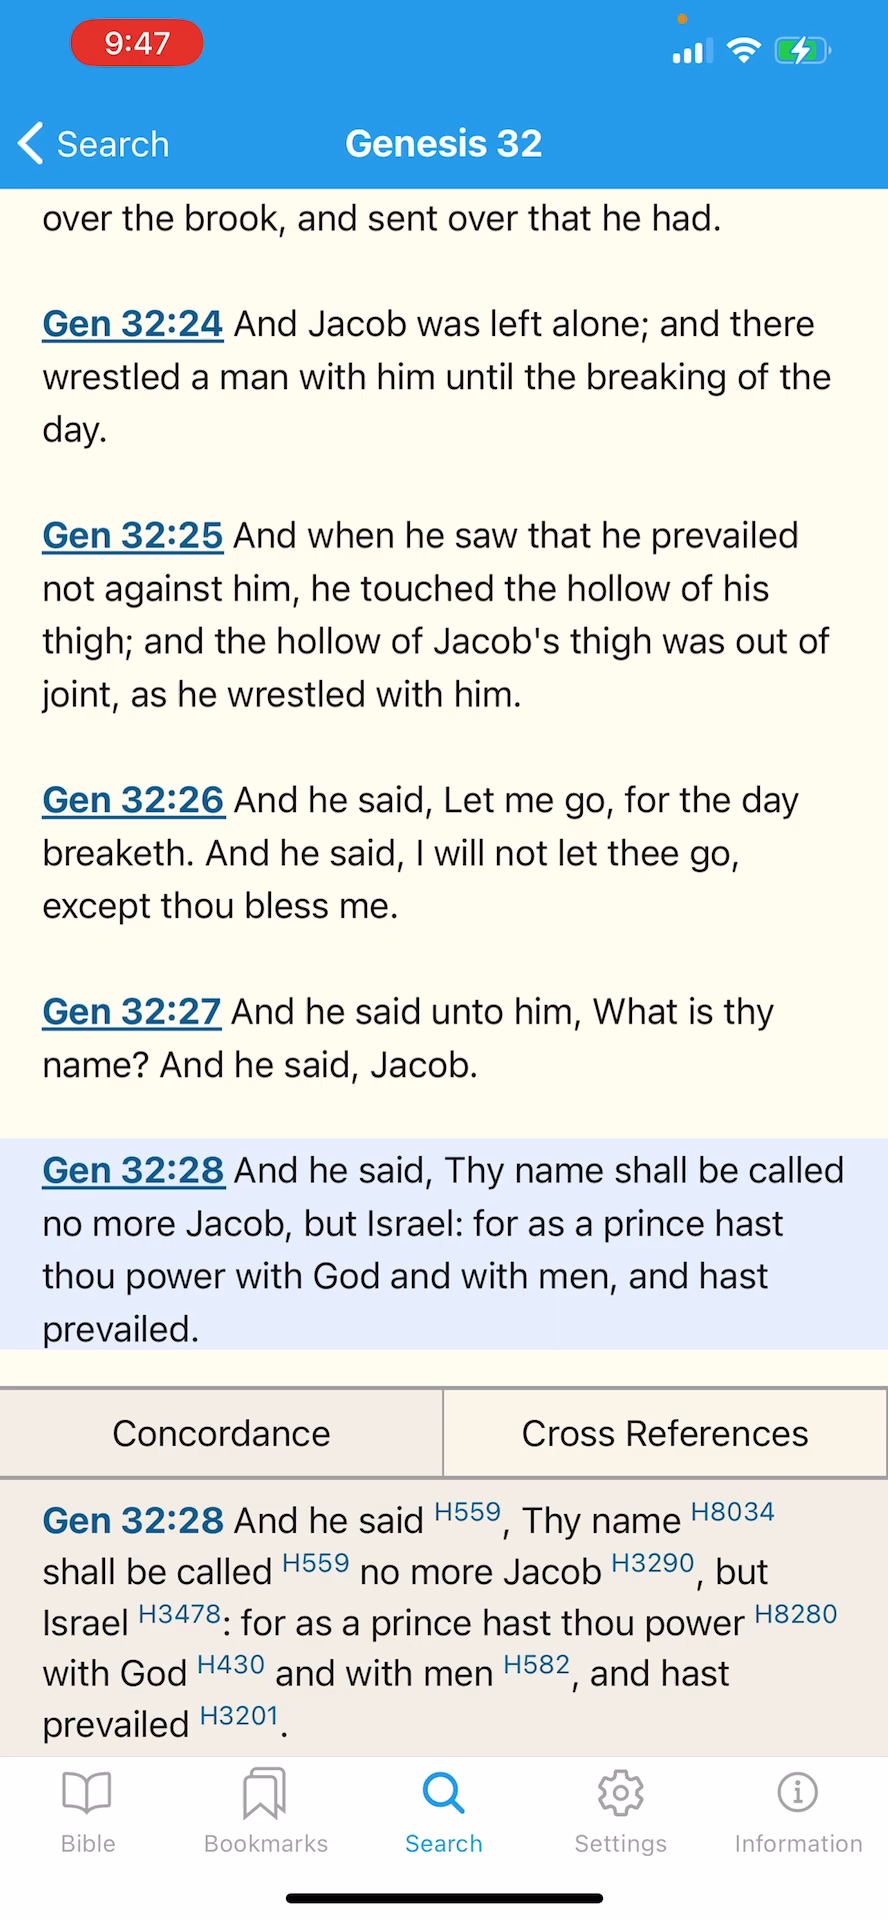 9:47
Search
Genesis 32
over the brook, and sent over that he had.
Gen 32:24 And Jacob was left alone; and there
wrestled a man with him until the breaking of the
day.
Gen 32:25 And when he saw that he prevailed
not against him, he touched the hollow of his
thigh; and the hollow of Jacob's thigh was out of
joint, as he wrestled with him.
Gen 32:26 And he said, Let me go, for the day
breaketh. And he said, I will not let thee go,
except thou bless me.
Gen 32:27 And he said unto him, What is thy
name? And he said, Jacob.
Gen 32:28 And he said, Thy name shall be called
no more Jacob, but Israel: for as a prince hast
thou power with God and with men, and hast
prevailed.
Concordance
Cross References
Gen 32:28 And he said H559, Thy name H8034
shall be called H559 no more Jacob H3290, but
Israel H3478: for as a prince hast thou power H8280
with God H430 and with men H582, and hast
prevailed H3201.
Bible
Bookmarks
Search
Settings
Information